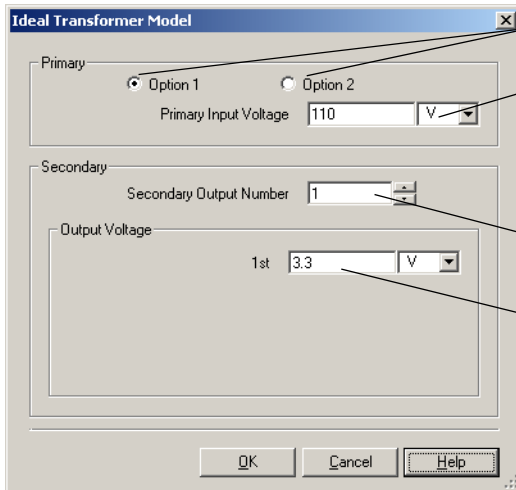 Ideal Transformer Model
Primary
Option 1 Option 2
Primary Input Voltage 110 V
Secondary
Secondary Output Number 1
Output Voltage
1st 3.3 V
OK Cancel Help